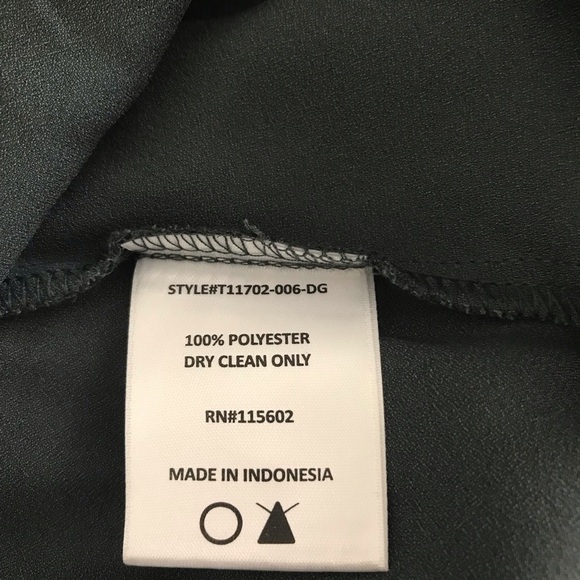 STYLE#T11702-006-DG
100% POLYESTER
DRY CLEAN ONLY
RN#115602
MADE IN INDONESIA